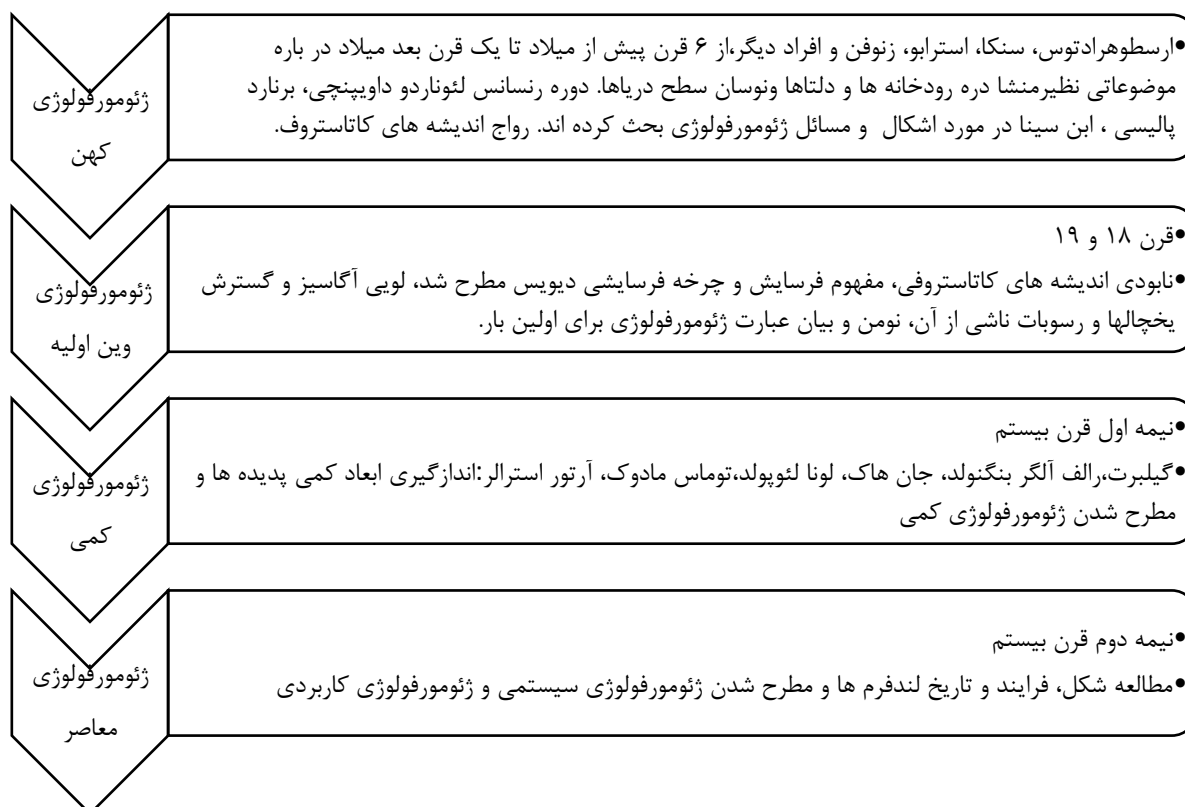 •ارسطوهرادتوس، سنکا، استرابو، زنوفن و افراد دیگر،از ۶ قرن پیش از میلاد تا یک قرن بعد میلاد در باره
موضوعاتی نظیرمنشا دره رودخانه ها و دلتاها ونوسان سطح دریاها. دوره رنسانس لئوناردو داویینچی، برنارد
پالیسی ، ابن سینا در مورد اشکال و مسائل ژئومورفولوژی بحث کرده اند. رواج اندیشه های کاتاستروف.
ژئومورفولوژی
کهن
•قرن ۱۸ و ۱۹
•نابودی اندیشه های کاتاستروفی، مفهوم فرسایش و چرخه فرسایشی دیویس مطرح شد، لویی آگاسیز و گسترش
یخچالها و رسوبات ناشی از آن، نومن و بیان عبارت ژئومورفولوژی برای اولین بار.
ژئومورفولوژی
وین اولیه
•نیمه اول قرن بیستم
•گیلبرت،رالف آلگر بنگنولد، جان هاک، لونا لئوپولد،توماس مادوک، آرتور استرالر:اندازگیری ابعاد کمی پدیده ها و
مطرح شدن ژئومورفولوژی کمی
ژئومورفولوژی
کمی
•نیمه دوم قرن بیستم
•مطالعه شکل، فرایند و تاریخ لندفرم ها و مطرح شدن ژئومورفولوژی سیستمی و ژئومورفولوژی کاربردی
ژئومورفولوژی
معاصر